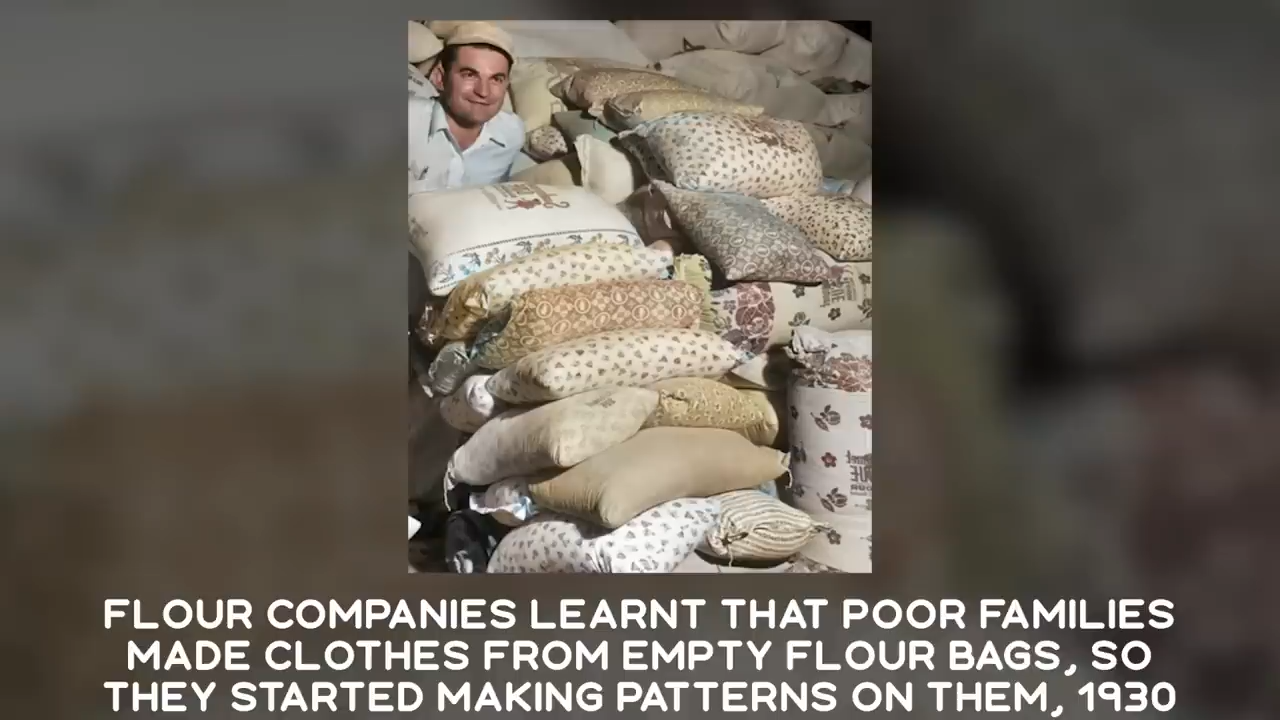 FLOUR COMPANIES LEARNT THAT POOR FAMILIES
MADE CLOTHES FROM EMPTY FLOUR BAGS, SO
THEY STARTED MAKING PATTERNS ON THEM, 1930